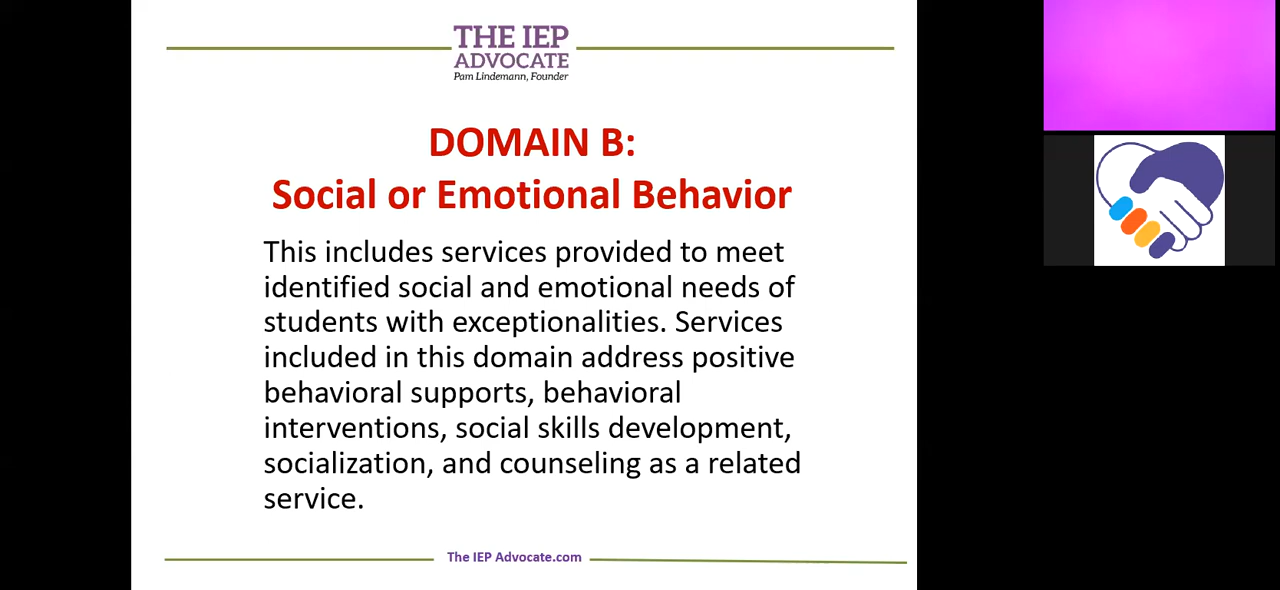 THE IEP
ADVOCATE
Pam Lindemann, Founder
DOMAIN B:
Social or Emotional Behavior
This includes services provided to meet
identified social and emotional needs of
students with exceptionalities. Services
included in this domain address positive
behavioral supports, behavioral
interventions, social skills development,
socialization, and counseling as a related
service.
The IEP Advocate.com